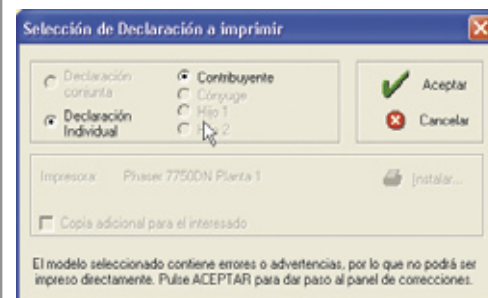 Selección de Declaración a imprimir
Declaración conjunta
Declaración Individual
Contribuyente
Cónyuge
Hijo 1
2
Aceptar
Cancelar
Impresora: Phaser 7750DN Planta 1
Instalar...
Copia adicional para el interesado
El modelo seleccionado contiene errores o advertencias, por lo que no podrá ser
impreso directamente. Pulse ACEPTAR para dar paso al panel de correcciones.